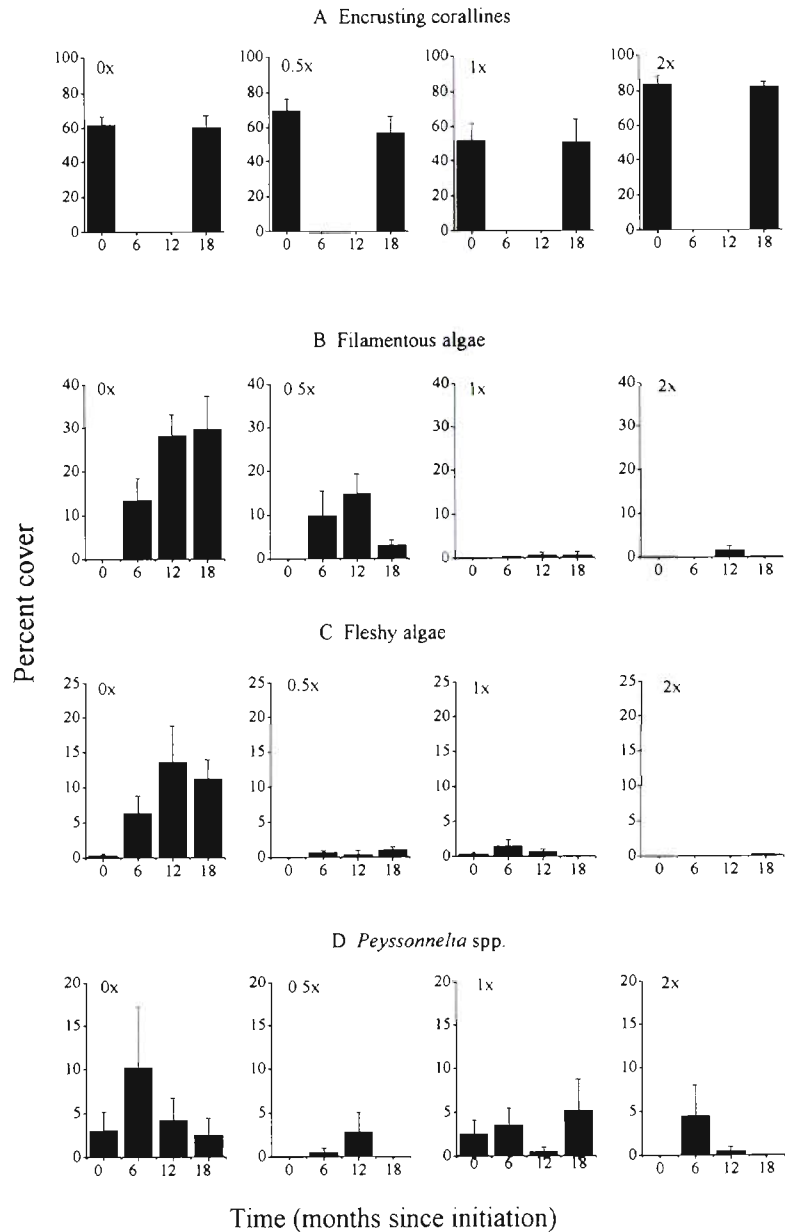 A Encrusting corallines
0x 0.5x 1x 2x
100 100 100 100
80 80 80 80
60 60 60 60
40 40 40 40
20 20 20 20
0 0 0 0
0 6 12 18 0 6 12 18 0 6 12 18 0 6 12 18
B Filamentous algae
0x 0 5x 1x 2x
40 40 40 40
30 30 30 30
20 20 20 20
10 10 10 10
0 0 0 0
0 6 12 18 0 6 12 18 0 6 12 18 0 6 12 18
Percent cover
C Fleshy algae
0x 0.5x 1x 2x
25 25 25 25
20 20 20 20
15 15 15 15
10 10 10 10
5 5 5 5
0 0 0 0
0 6 12 18 0 6 12 18 0 6 12 18 0 6 12 18
D Peyssonnelia spp.
0x 0 5x 1x 2x
20 20 20 20
15 15 15 15
10 10 10 10
5 5 5 5
0 0 0 0
0 6 12 18 0 6 12 18 0 6 12 18 0 6 12 18
Time (months since initiation)